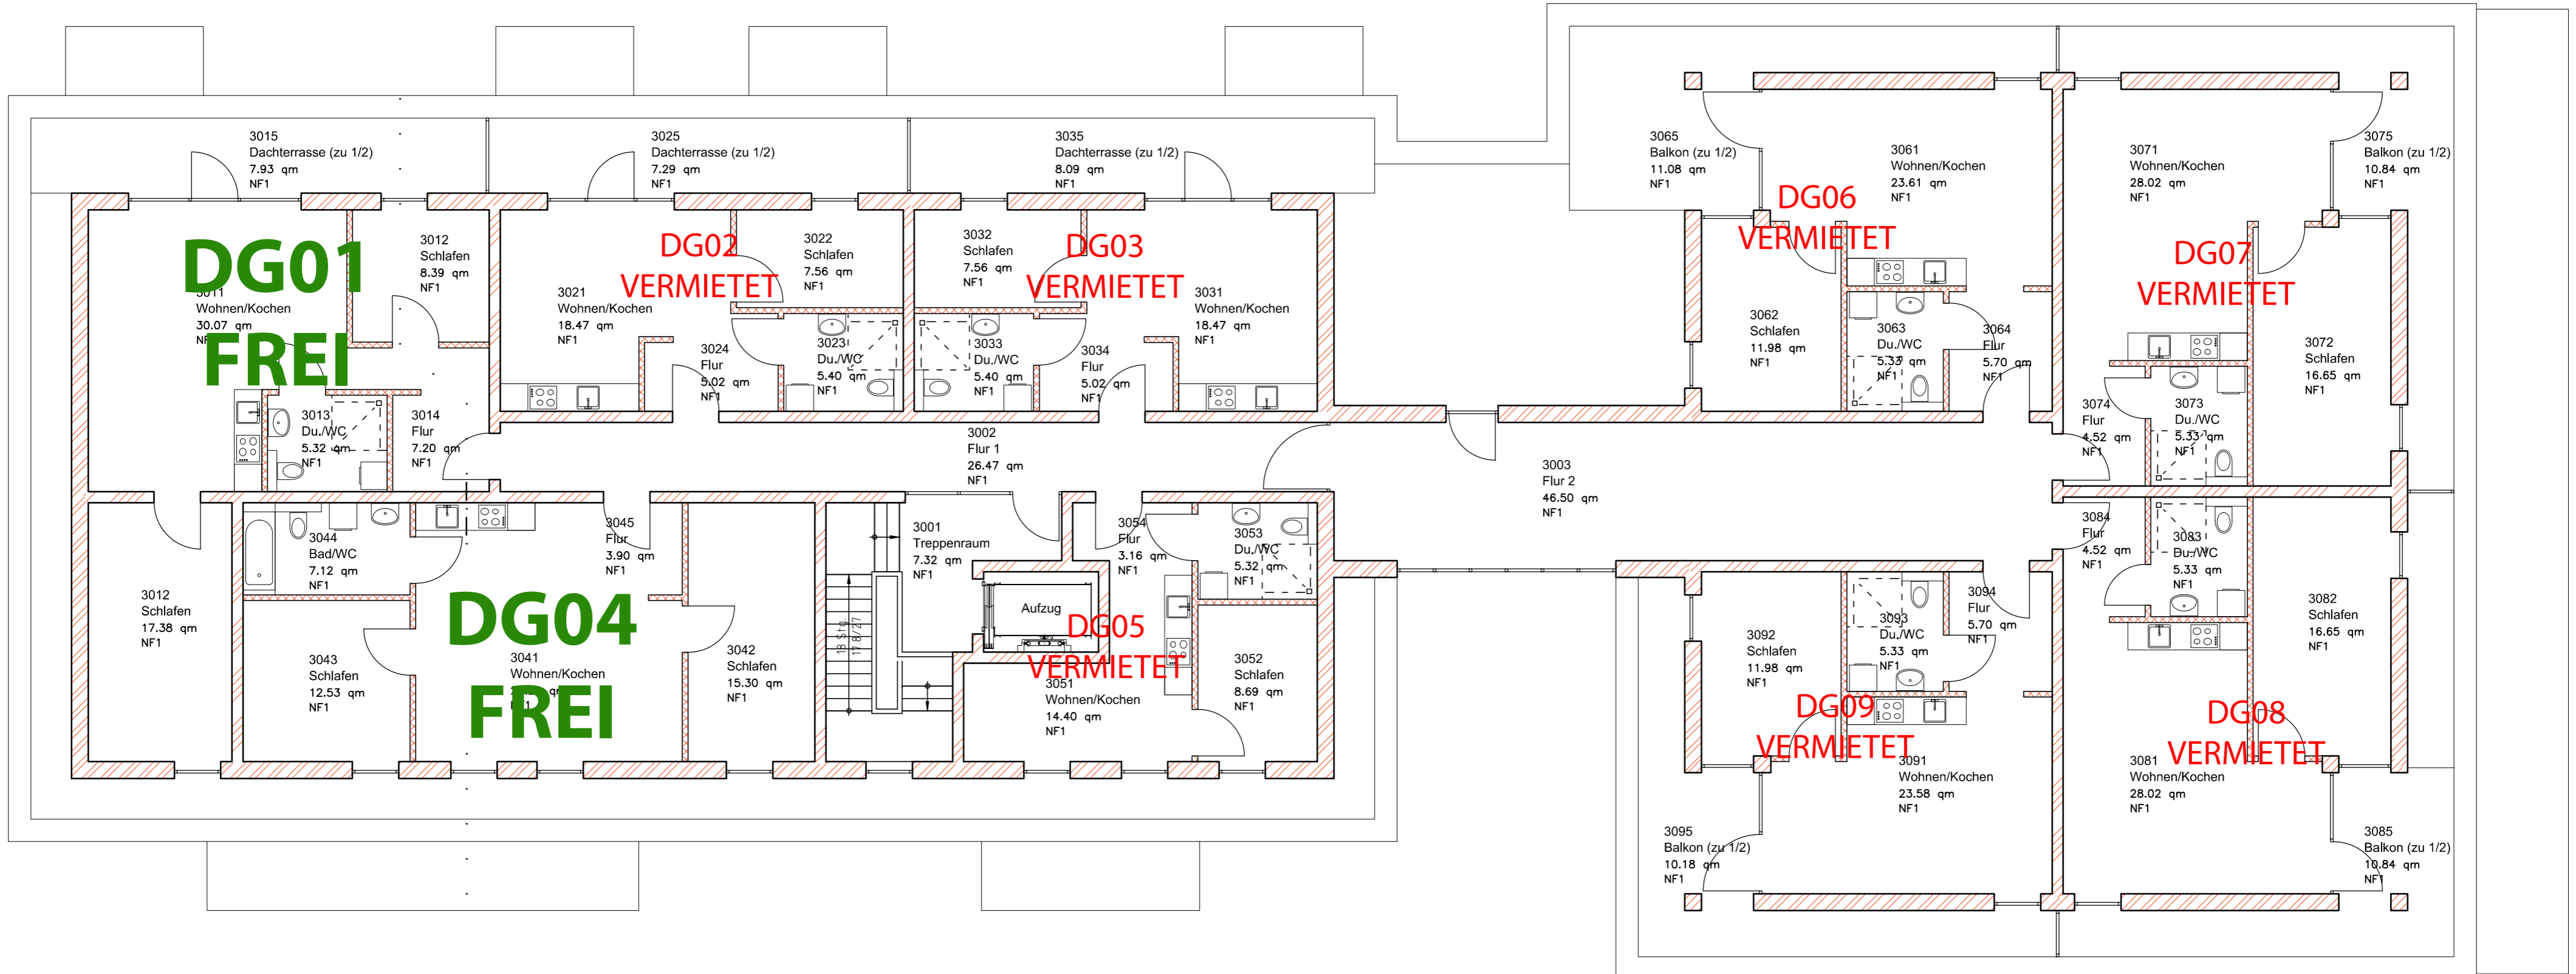 3015
Dachterrasse (zu 1/2)
7.93 qm
NF1
3025
Dachterrasse (zu 1/2)
7.29 qm
NF1
3035
Dachterrasse (zu 1/2)
8.09 qm
NF1
3065
Balkon (zu 1/2)
11.08 qm
NF1
3061
Wohnen/Kochen
23.61 qm
NF1
3071
Wohnen/Kochen
28.02 qm
NF1
3075
Balkon (zu 1/2)
10.84 qm
NF1
DG01
FREI
3011
Wohnen/Kochen
30.07 qm
NF1
3012
Schlafen
8.39 qm
NF1
DG02
VERMIETET
3021
Wohnen/Kochen
18.47 qm
NF1
3022
Schlafen
7.56 qm
NF1
3032
Schlafen
7.56 qm
NF1
DG03
VERMIETET
3031
Wohnen/Kochen
18.47 qm
NF1
DG06
VERMIETET
DG07
VERMIETET
3013
Du./WC
5.32 qm
NF1
3014
Flur
7.20 qm
NF1
3024
Flur
5.02 qm
NF1
3023
Du./WC
5.40 qm
NF1
3033
Du./WC
5.40 qm
NF1
3034
Flur
5.02 qm
NF1
3062
Schlafen
11.98 qm
NF1
3063
Du./WC
5.33 qm
NF1
3064
Flur
5.70 qm
NF1
3074
Flur
4.52 qm
NF1
3073
Du./WC
5.33 qm
NF1
3072
Schlafen
16.65 qm
NF1
3002
Flur 1
26.47 qm
NF1
3003
Flur 2
46.50 qm
NF1
3012
Schlafen
17.38 qm
NF1
3044
Bad/WC
7.12 qm
NF1
3045
Flur
3.90 qm
NF1
3001
Treppenraum
7.32 qm
NF1
3054
Flur
3.16 qm
NF1
3053
Du./WC
5.32 qm
NF1
3084
Flur
4.52 qm
NF1
3083
Du./WC
5.33 qm
NF1
3082
Schlafen
16.65 qm
NF1
DG04
FREI
3043
Schlafen
12.53 qm
NF1
3041
Wohnen/Kochen
3042
Schlafen
15.30 qm
NF1
18 Stg.
17.8/27
Aufzug
DG05
VERMIETET
3051
Wohnen/Kochen
14.40 qm
NF1
3052
Schlafen
8.69 qm
NF1
3092
Schlafen
11.98 qm
NF1
3093
Du./WC
5.33 qm
NF1
3094
Flur
5.70 qm
NF1
DG09
VERMIETET
DG08
VERMIETET
3091
Wohnen/Kochen
23.58 qm
NF1
3081
Wohnen/Kochen
28.02 qm
NF1
3095
Balkon (zu 1/2)
10.18 qm
NF1
3085
Balkon (zu 1/2)
10.84 qm
NF1